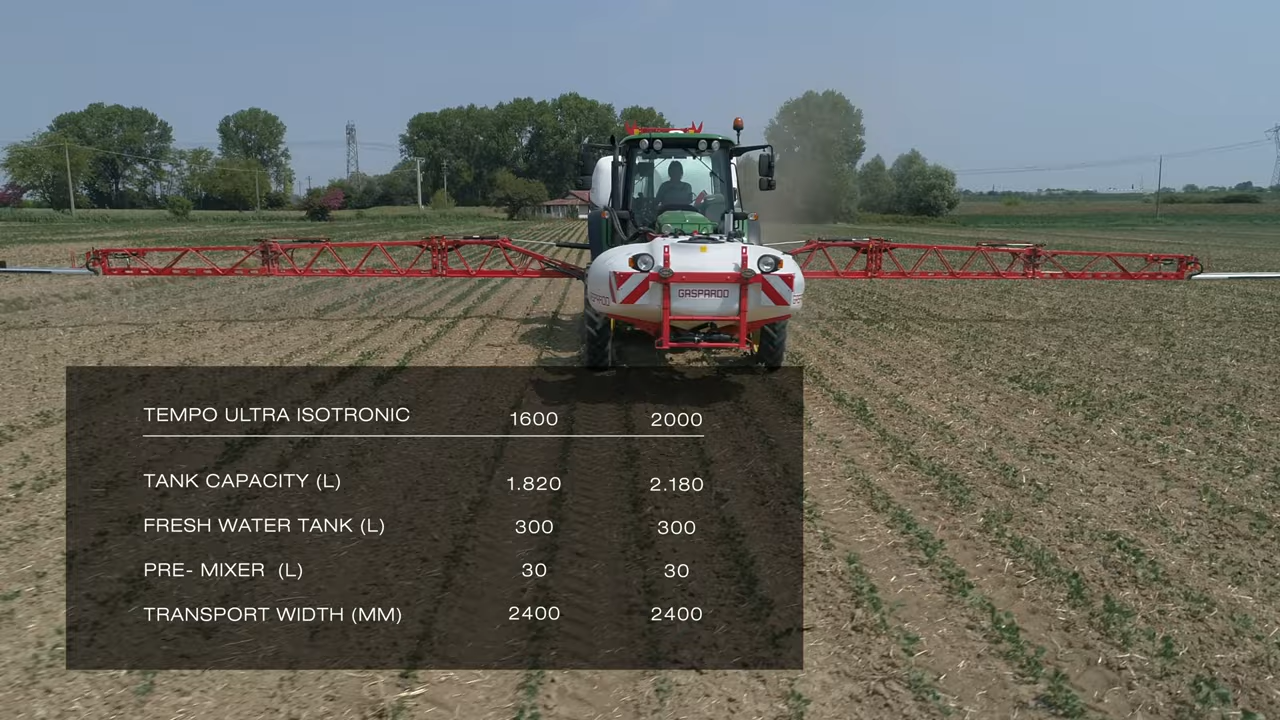 GASPARDO
TEMPO ULTRA ISOTRONIC 1600 2000
TANK CAPACITY (L) 1.820 2.180
FRESH WATER TANK (L) 300 300
PRE- MIXER (L) 30 30
TRANSPORT WIDTH (MM) 2400 2400